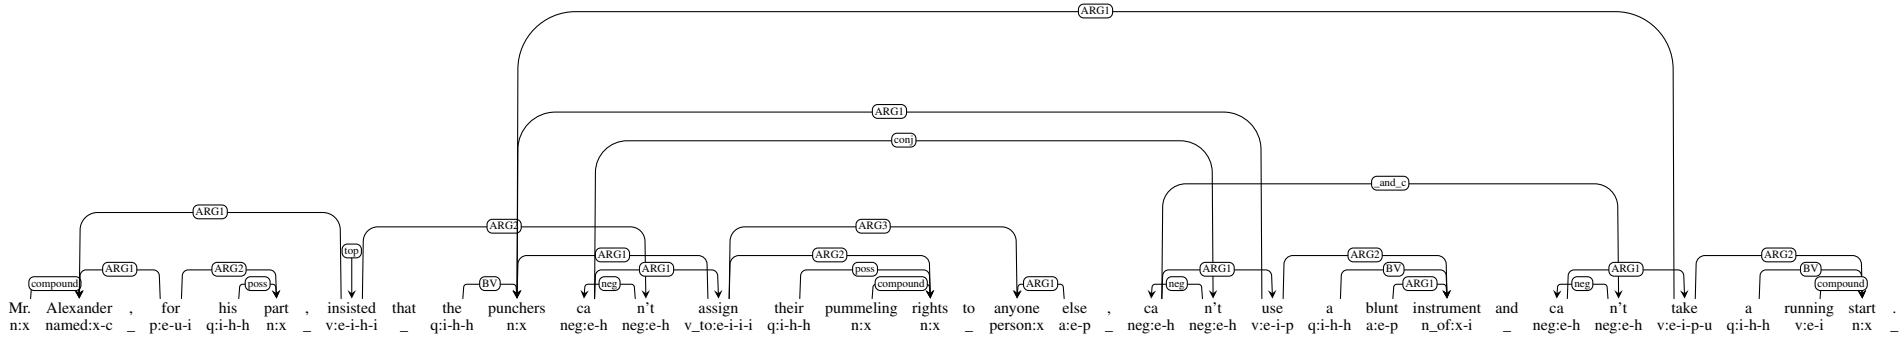 ARG1
ARG1
conj
_and_c
ARG1
ARG2 ARG3
top
ARG1 ARG2 ARG2 ARG2
ARG1 ARG2 ARG1 poss ARG1 BV ARG1 BV
compound poss BV neg compound ARG1 neg ARG1 neg compound
Mr. Alexander , for his part , insisted that the punchers ca n't assign their pummeling rights to anyone else , ca n't use a blunt instrument and ca n't take a running start .
n:x named:x-c _ p:e-u-i q:i-h-h n:x _ v:e-i-h-i _ q:i-h-h n:x neg:e-h neg:e-h v_to:e-i-i-i q:i-h-h n:x n:x _ person:x a:e-p _ neg:e-h neg:e-h v:e-i-p q:i-h-h a:e-p n_of:x-i _ neg:e-h neg:e-h v:e-i-p-u q:i-h-h v:e-i n:x _